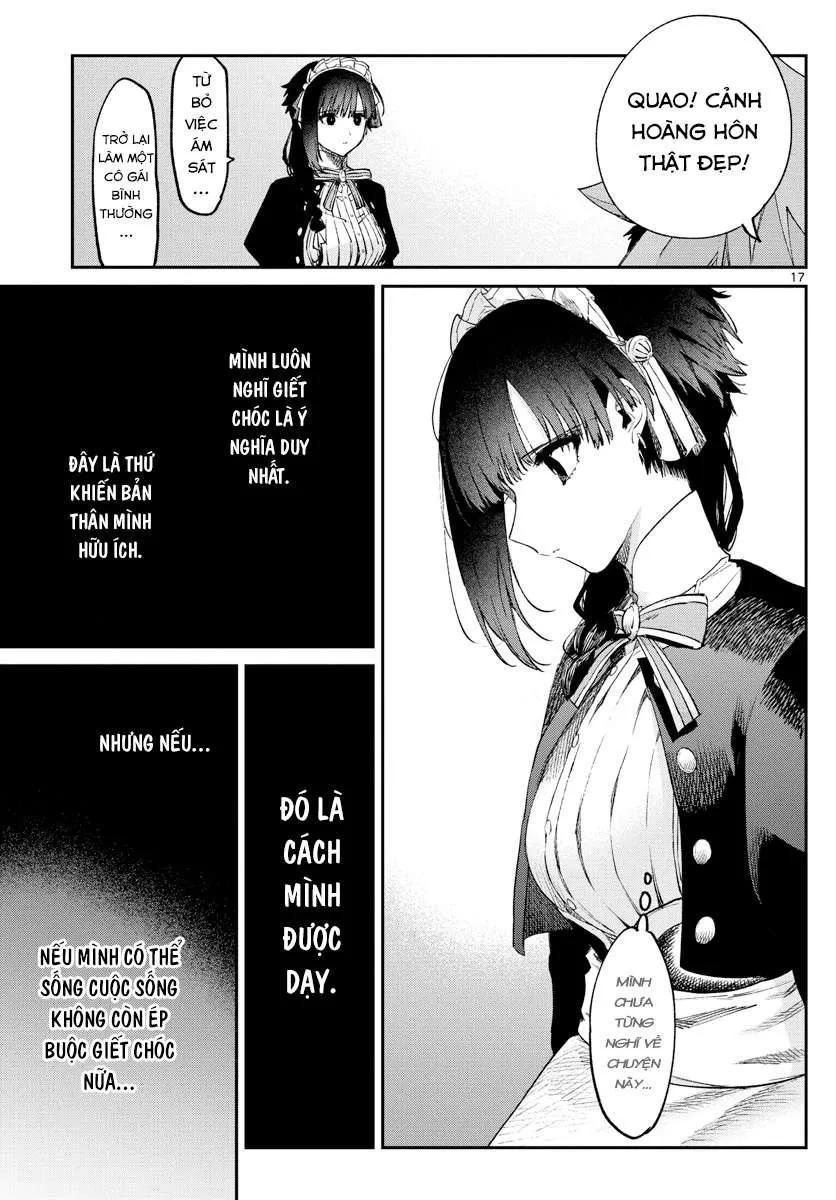 QUAO! CẢNH
HOÀNG HÔN
THẬT ĐẸP!
TỪ
BỎ
VIỆC
ÁM
SÁT
...
TRỞ LẠI
LÀM MỘT
CÔ GÁI
BÌNH
THƯỜNG
...
17
MÌNH
CHƯA
TỪNG
NGHĨ VỀ
CHUYỆN
NÀY...
MÌNH LUÔN
NGHĨ GIẾT
CHÓC LÀ Ý
NGHĨA DUY
NHẤT.
ĐÂY LÀ THỨ
KHIẾN BẢN
THÂN MÌNH
HỮU ÍCH.
ĐÓ LÀ
CÁCH
MÌNH
ĐƯỢC
DẠY.
NHƯNG NẾU...
NẾU MÌNH CÓ THỂ
SỐNG CUỘC SỐNG
KHÔNG CÒN ÉP
BUỘC GIẾT CHÓC
NỮA...